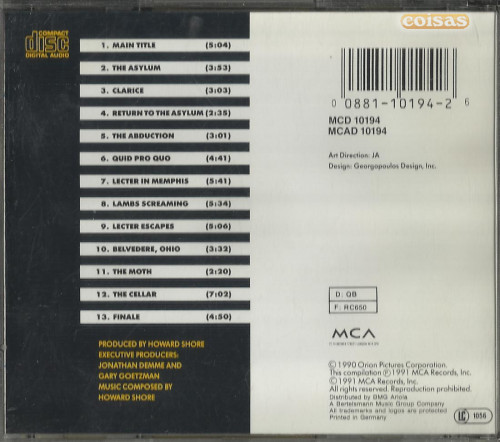 COMPACT
disc
DIGITAL AUDIO
coisas
1. MAIN TITLE (5:04)
2. THE ASYLUM (3:53)
3. CLARICE (3:03)
4. RETURN TO THE ASYLUM (2:35)
5. THE ABDUCTION (3:01)
6. QUID PRO QUO (4:41)
7. LECTER IN MEMPHIS (5:41)
8. LAMBS SCREAMING (5:34)
9. LECTER ESCAPES (5:06)
10. BELVEDERE, OHIO (3:32)
11. THE MOTH (2:20)
12. THE CELLAR (7:02)
13. FINALE (4:50)
PRODUCED BY HOWARD SHORE
EXECUTIVE PRODUCERS:
JONATHAN DEMME AND
GARY GOETZMAN
MUSIC COMPOSED BY
HOWARD SHORE
0 0881-10194-2 6
MCD 10194
MCAD 10194
Art Direction: JA
Design: Georgopoulos Design, Inc.
D: QB
F: RC650
MCA
© 1990 Orion Pictures Corporation.
This compilation ℗ 1991 MCA Records, Inc.
© 1991 MCA Records, Inc.
All rights reserved. Reproduction prohibited.
Distributed by BMG Ariola
A Bertelsmann Music Group Company
All trademarks and logos are protected
Printed in Germany
LC 1056